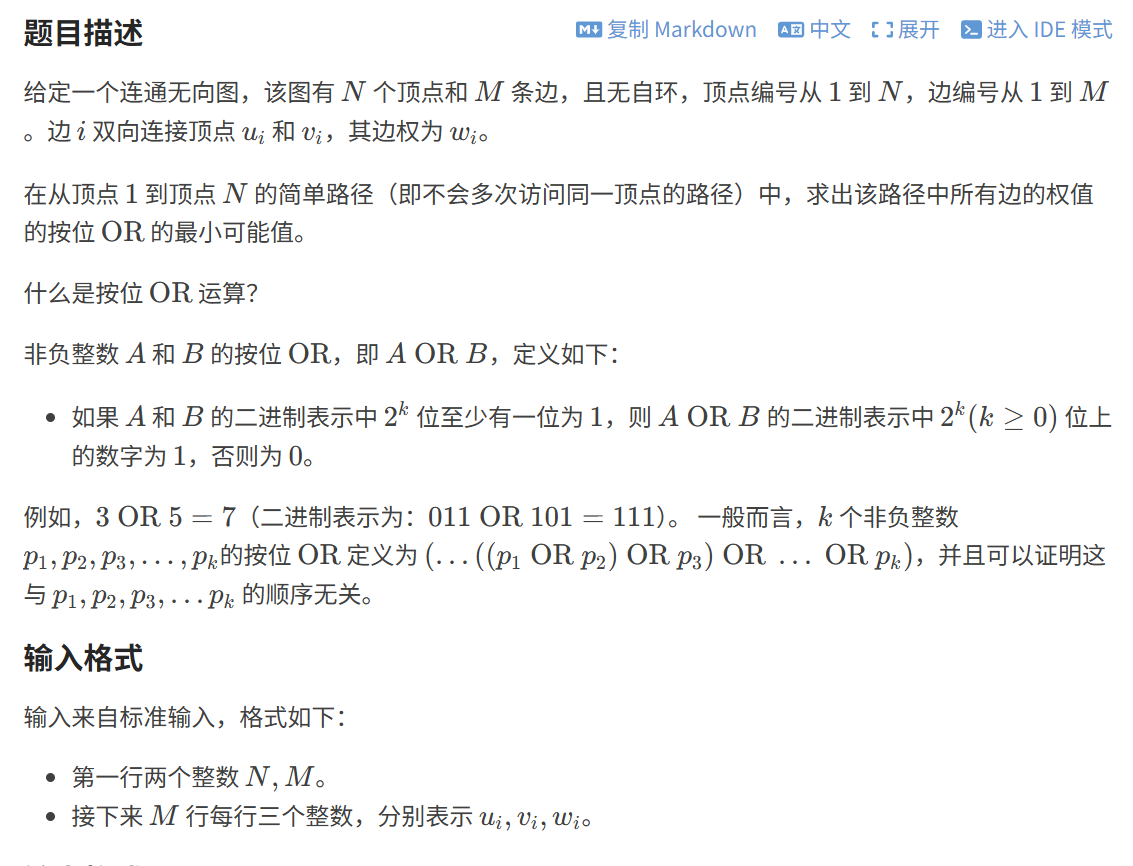 题目描述
复制 Markdown 中文 展开 进入 IDE 模式
给定一个连通无向图，该图有 N 个顶点和 M 条边，且无自环，顶点编号从 1 到 N，边编号从 1 到 M
。边 i 双向连接顶点 u_i 和 v_i，其边权为 w_i。
在从顶点 1 到顶点 N 的简单路径（即不会多次访问同一顶点的路径）中，求出该路径中所有边的权值
的按位 OR 的最小可能值。
什么是按位 OR 运算？
非负整数 A 和 B 的按位 OR，即 A OR B，定义如下：
• 如果 A 和 B 的二进制表示中 2^k 位至少有一位为 1，则 A OR B 的二进制表示中 2^k(k ≥ 0) 位上
的数字为 1，否则为 0。
例如，3 OR 5 = 7（二进制表示为：011 OR 101 = 111）。 一般而言，k 个非负整数
p_1, p_2, p_3, . . . , p_k的按位 OR 定义为 (. . . ((p_1 OR p_2) OR p_3) OR . . . OR p_k)，并且可以证明这
与 p_1, p_2, p_3, . . . p_k 的顺序无关。
输入格式
输入来自标准输入，格式如下：
• 第一行两个整数 N, M。
• 接下来 M 行每行三个整数，分别表示 u_i, v_i, w_i。